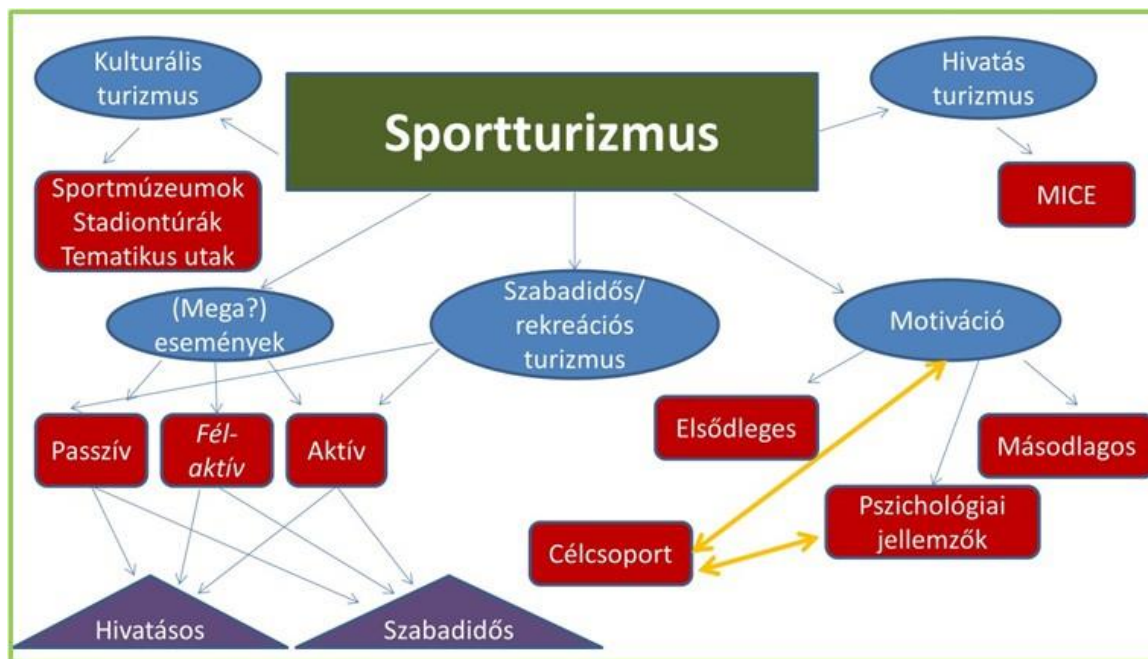 Kulturális
turizmus
Sportturizmus
Hivatás
turizmus
Sportmúzeumok
Stadiontúrák
Tematikus utak
MICE
(Mega?)
események
Szabadidős/
rekreációs
turizmus
Motiváció
Passzív
Fél-
aktív
Aktív
Elsődleges
Másodlagos
Célcsoport
Pszichológiai
jellemzők
Hivatásos
Szabadidős